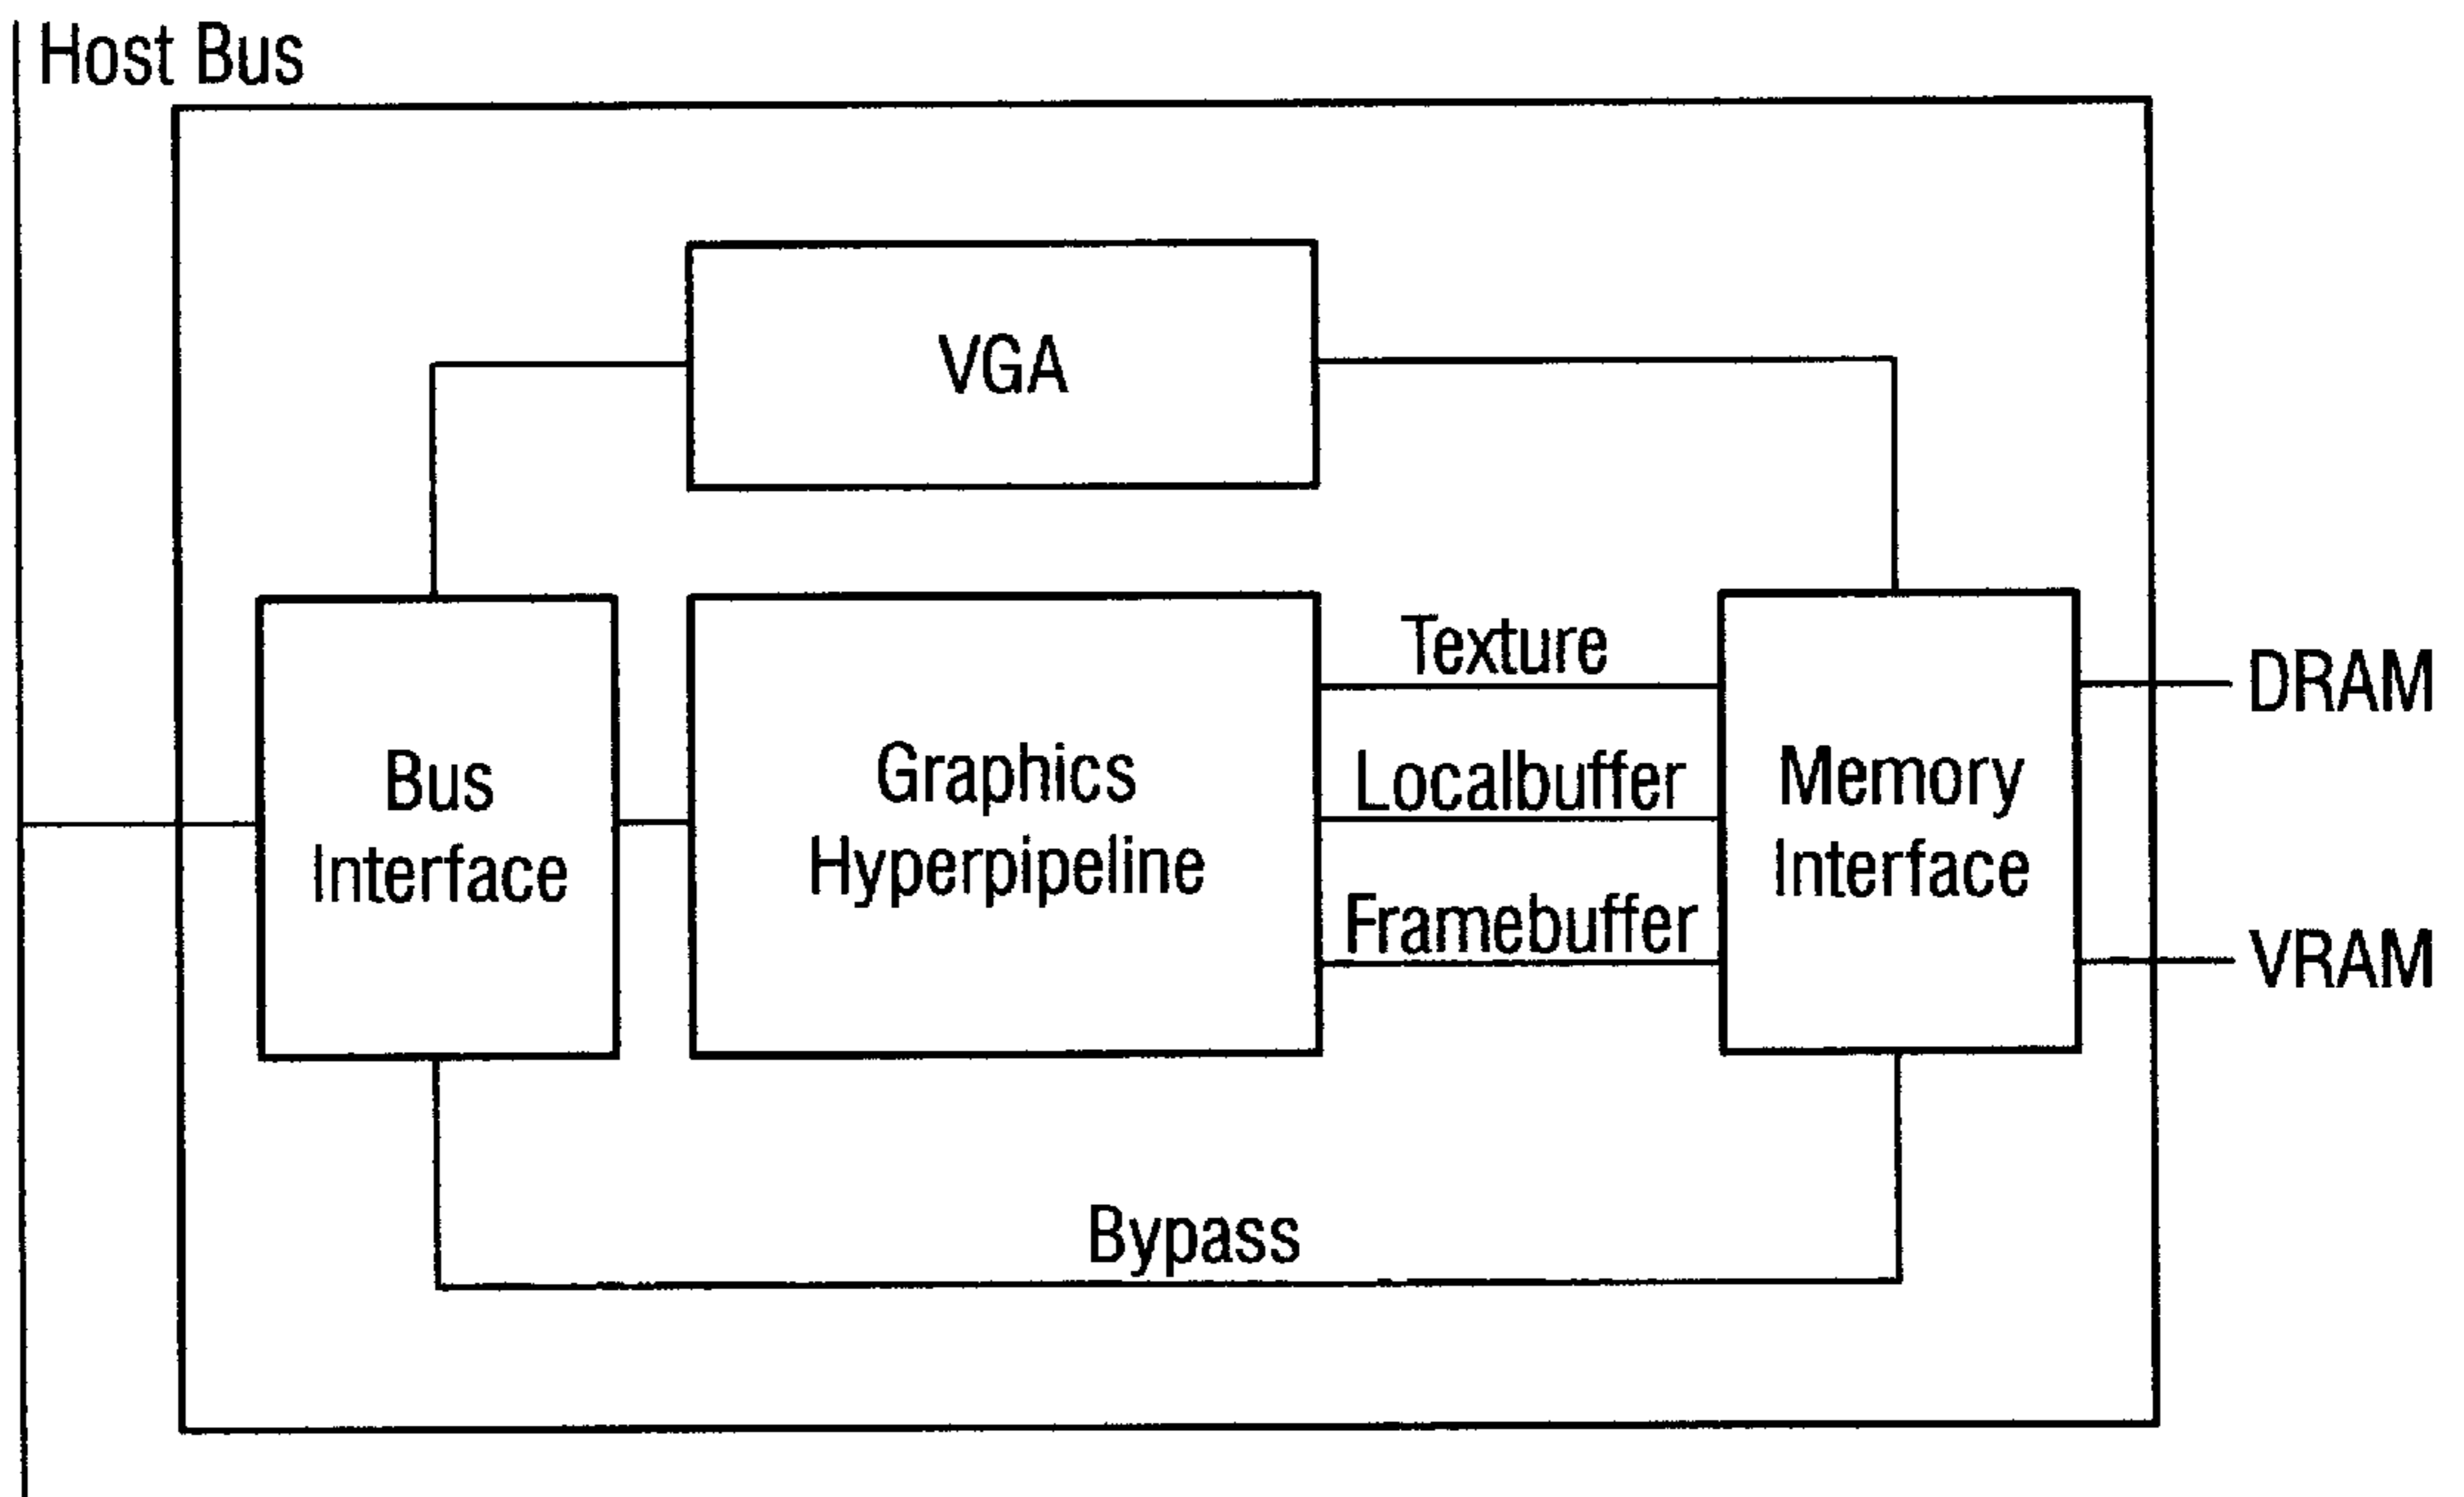 Host Bus
VGA
Bus
Interface
Graphics
Hyperpipeline
Texture
Localbuffer
Framebuffer
Memory
Interface
DRAM
VRAM
Bypass